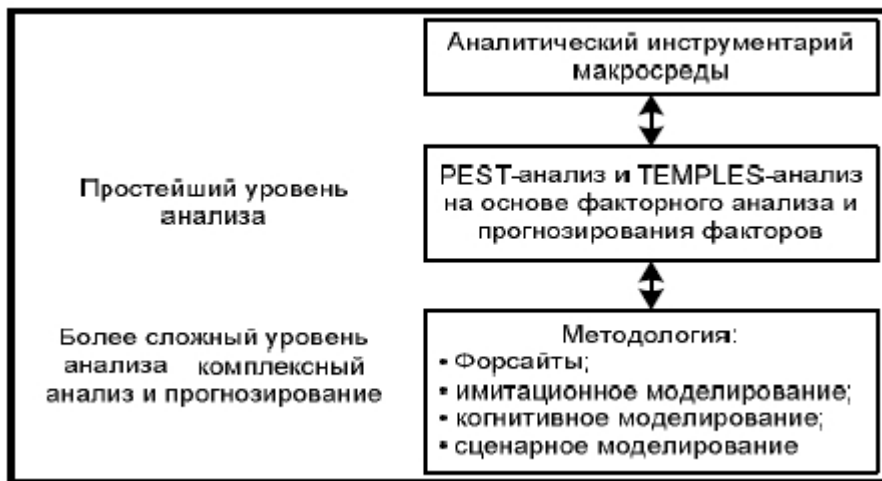 Аналитический инструментарий
макросреды
Простейший уровень
анализа
PEST-анализ и TEMPLES-анализ
на основе факторного анализа и
прогнозирования факторов
Более сложный уровень
анализа комплексный
анализ и прогнозирование
Методология:
• Форсайты;
• имитационное моделирование;
• когнитивное моделирование;
• сценарное моделирование